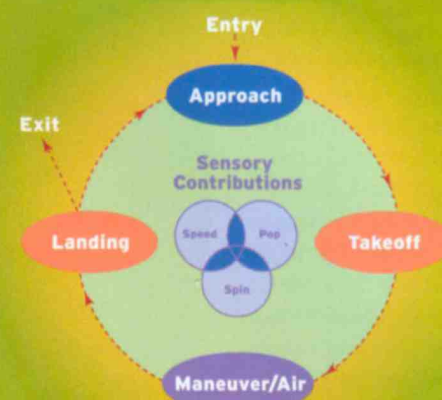 Entry
Approach
Exit
Sensory
Contributions
Speed
Pop
Landing
Takeoff
Spin
Maneuver/Air